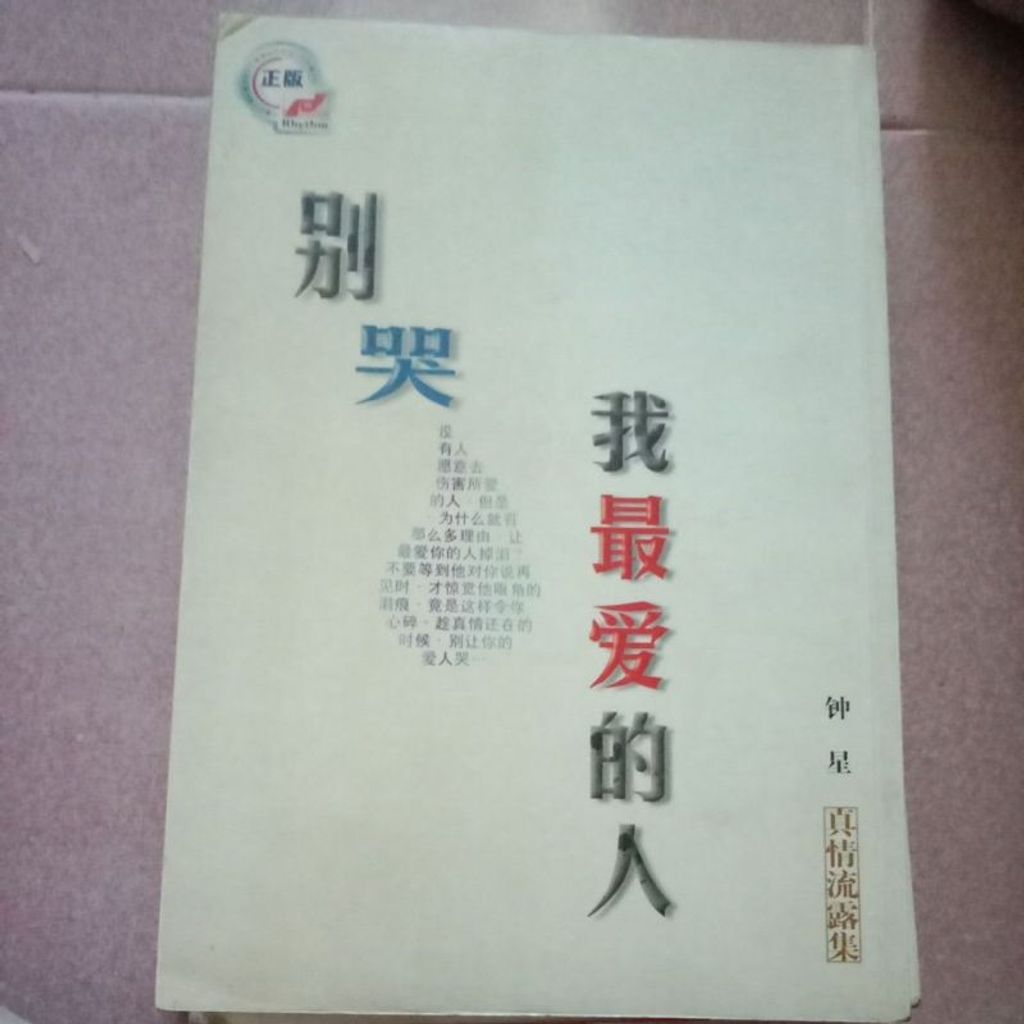 正版
Rhythm
别
哭
没
有人
愿意去
伤害所爱
的人·但是
为什么就有
那么多理由·让
最爱你的人掉泪?
不要等到他对你说再
见时·才惊觉他眼角的
泪痕·竟是这样令你
心碎·趁真情还在的
时候·别让你的
爱人哭…
我
最
爱
的
人
钟星
真情流露集